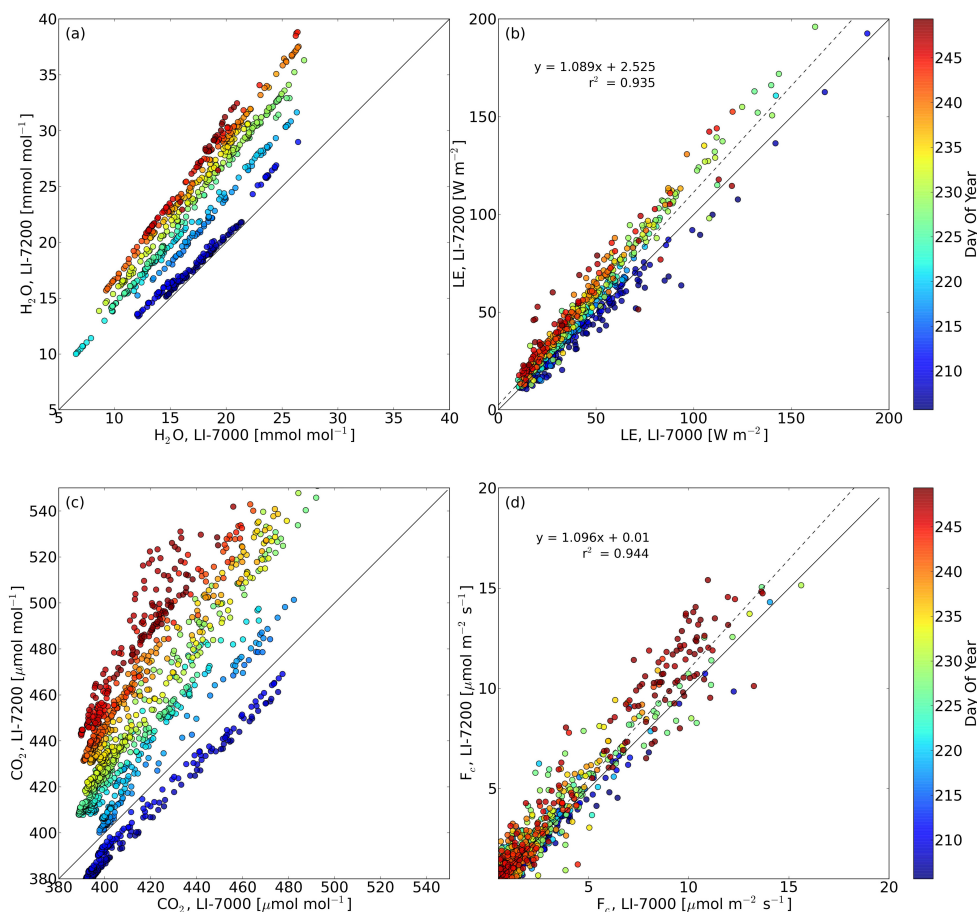 (a)
40
35
30
25
20
15
10
5
H₂O, LI-7200 [mmol mol⁻¹]
5 10 15 20 25 30 35 40
H₂O, LI-7000 [mmol mol⁻¹]
(b)
y = 1.089x + 2.525
r² = 0.935
200
150
100
50
0
LE, LI-7200 [W m⁻²]
0 50 100 150 200
LE, LI-7000 [W m⁻²]
245
240
235
230
225
220
215
210
Day Of Year
(c)
540
520
500
480
460
440
420
400
380
CO₂, LI-7200 [μmol mol⁻¹]
380 400 420 440 460 480 500 520 540
CO₂, LI-7000 [μmol mol⁻¹]
(d)
y = 1.096x + 0.01
r² = 0.944
20
15
10
5
F꜀, LI-7200 [μmol m⁻² s⁻¹]
5 10 15 20
F꜀, LI-7000 [μmol m⁻² s⁻¹]
245
240
235
230
225
220
215
210
Day Of Year